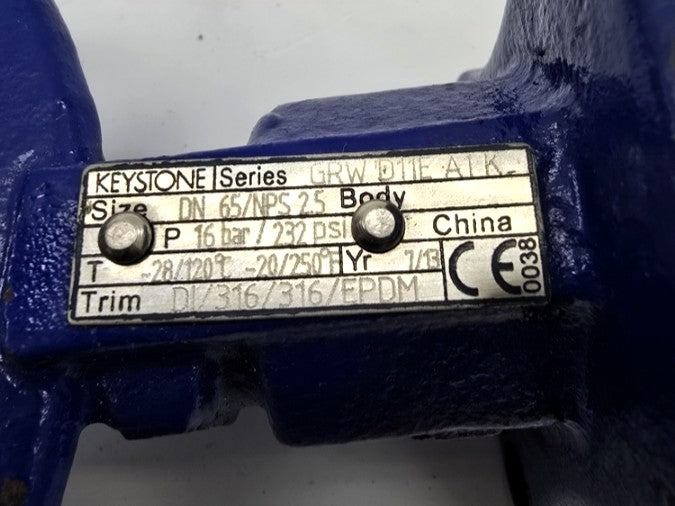 KEYSTONE Series GRW D11E A1 K
Size DN 65/NPS 2.5 Body
P 16 bar / 232 psi China
T -28/120°C -20/250°F Yr 7/13 CE 0038
Trim DI/316/316/EPDM